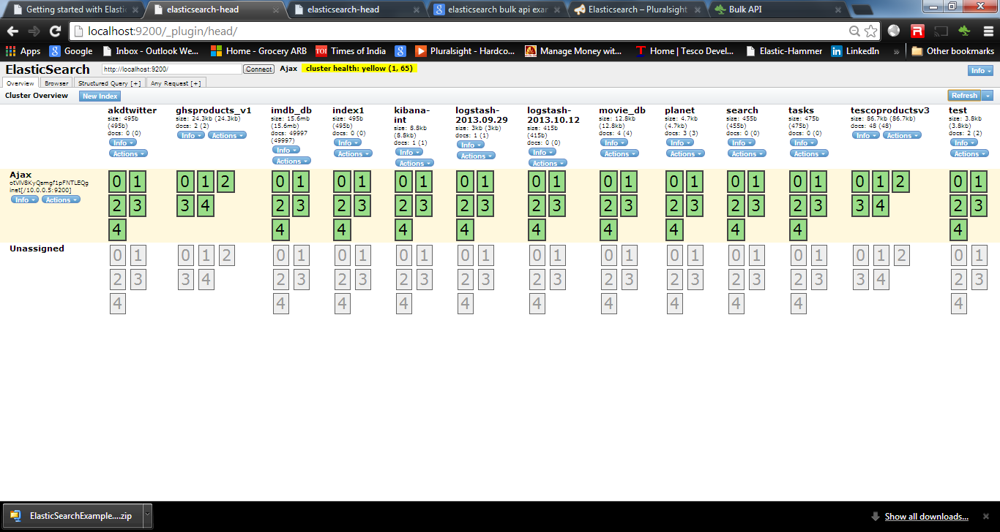 Getting started with Elastic
elasticsearch-head
elasticsearch-head
elasticsearch bulk api exar
Elasticsearch – Pluralsight
Bulk API
localhost:9200/_plugin/head/
Apps
Google
Inbox - Outlook We...
Home - Grocery ARB
TOI
Times of India
Pluralsight - Hardco...
Manage Money wit...
Home | Tesco Devel...
Elastic-Hammer
LinkedIn
»
Other bookmarks
ElasticSearch
http://localhost:9200/
Connect
Ajax
cluster health: yellow (1, 65)
Info
Overview
Browser
Structured Query [+]
Any Request [+]
Cluster Overview
New Index
Refresh
akdtwitter
size: 495b
(495b)
docs: 0 (0)
Info
Actions
ghsproducts_v1
size: 24.3kb (24.3kb)
docs: 2 (2)
Info Actions
imdb_db
size: 15.6mb
(15.6mb)
docs: 49997
(49997)
Info
Actions
index1
size: 495b
(495b)
docs: 0 (0)
Info
Actions
kibana-
int
size: 8.8kb
(8.8kb)
docs: 1 (1)
Info
Actions
logstash-
2013.09.29
size: 3kb (3kb)
docs: 1 (1)
Info
Actions
logstash-
2013.10.12
size: 415b
(415b)
docs: 0 (0)
Info
Actions
movie_db
size: 12.8kb
(12.8kb)
docs: 4 (4)
Info
Actions
planet
size: 4.7kb
(4.7kb)
docs: 3 (3)
Info
Actions
search
size: 455b
(455b)
docs: 0 (0)
Info
Actions
tasks
size: 475b
(475b)
docs: 0 (0)
Info
Actions
tescoproductsv3
size: 86.7kb (86.7kb)
docs: 48 (48)
Info Actions
test
size: 3.8kb
(3.8kb)
docs: 2 (2)
Info
Actions
Ajax
inet[/10.0.0.5:9200]
Info Actions
0 1 0 1 2 0 1 0 1 0 1 0 1 0 1 0 1 0 1 0 1 0 1 0 1 2 0 1
2 3 3 4 2 3 2 3 2 3 2 3 2 3 2 3 2 3 2 3 2 3 3 4 2 3
4 4 4 4 4 4 4 4 4 4 4
Unassigned
0 1 0 1 2 0 1 0 1 0 1 0 1 0 1 0 1 0 1 0 1 0 1 0 1 2 0 1
2 3 3 4 2 3 2 3 2 3 2 3 2 3 2 3 2 3 2 3 2 3 3 4 2 3
4 4 4 4 4 4 4 4 4 4 4
ElasticSearchExample....zip
Show all downloads...